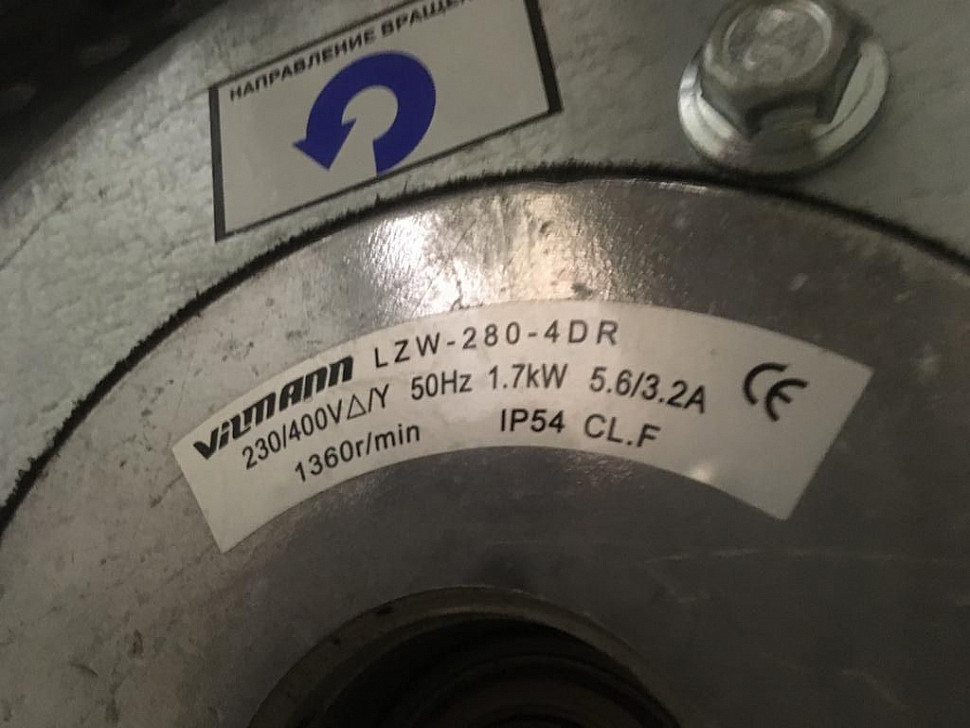 НАПРАВЛЕНИЕ
ViLMANN LZW-280-4DR
230/400V△/Y 50Hz 1.7kW 5.6/3.2A CE
1360r/min IP54 CL.F